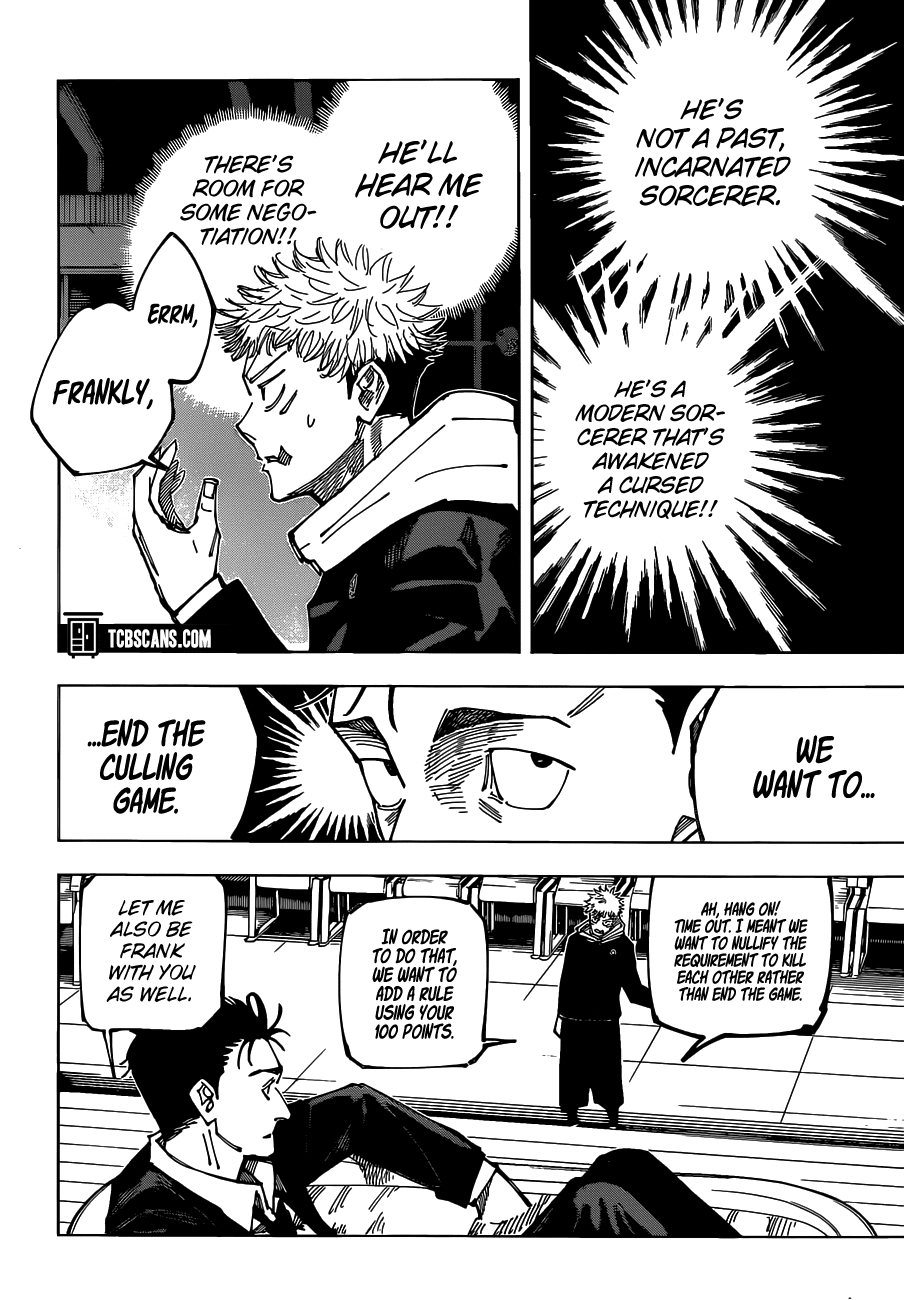 HE'S
NOT A PAST,
INCARNATED
SORCERER.
HE'S A
MODERN SOR-
CERER THAT'S
AWAKENED
A CURSED
TECHNIQUE!!
HE'LL
HEAR ME
OUT!!
THERE'S
ROOM FOR
SOME NEGO-
TIATION!!
ERRM,
FRANKLY,
TCBSCANS.COM
WE
WANT TO...
...END THE
CULLING
GAME.
AH, HANG ON!
TIME OUT. I MEANT WE
WANT TO NULLIFY THE
REQUIREMENT TO KILL
EACH OTHER RATHER
THAN END THE GAME.
IN ORDER
TO DO THAT,
WE WANT TO
ADD A RULE
USING YOUR
100 POINTS.
LET ME
ALSO BE
FRANK
WITH YOU
AS WELL.